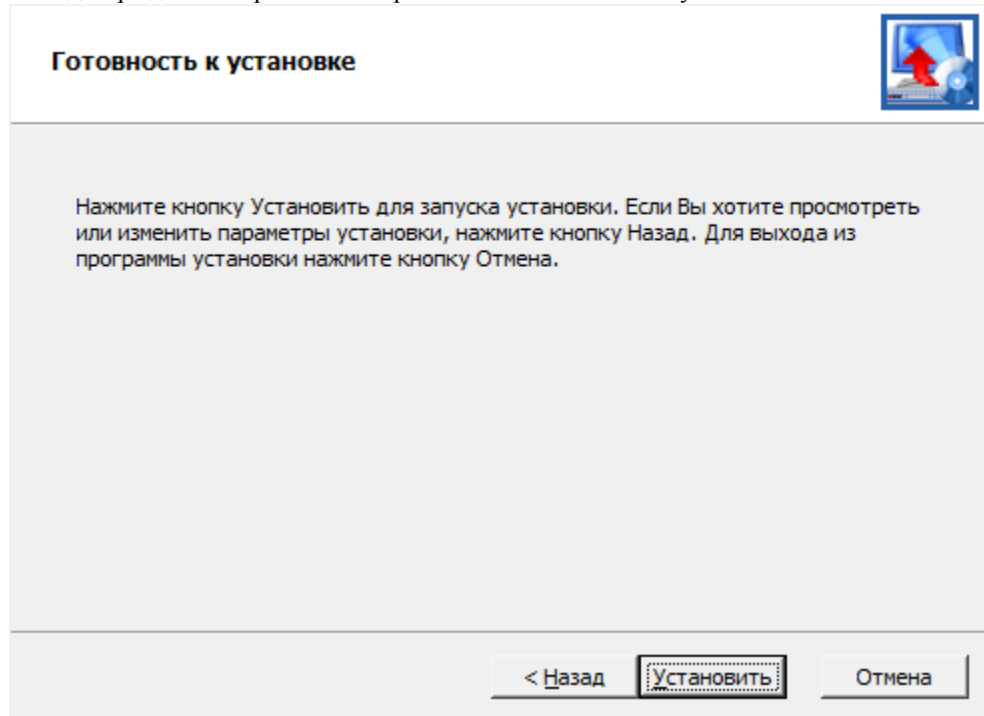 Готовность к установке
Нажмите кнопку Установить для запуска установки. Если Вы хотите просмотреть
или изменить параметры установки, нажмите кнопку Назад. Для выхода из
программы установки нажмите кнопку Отмена.
< Назад Установить Отмена